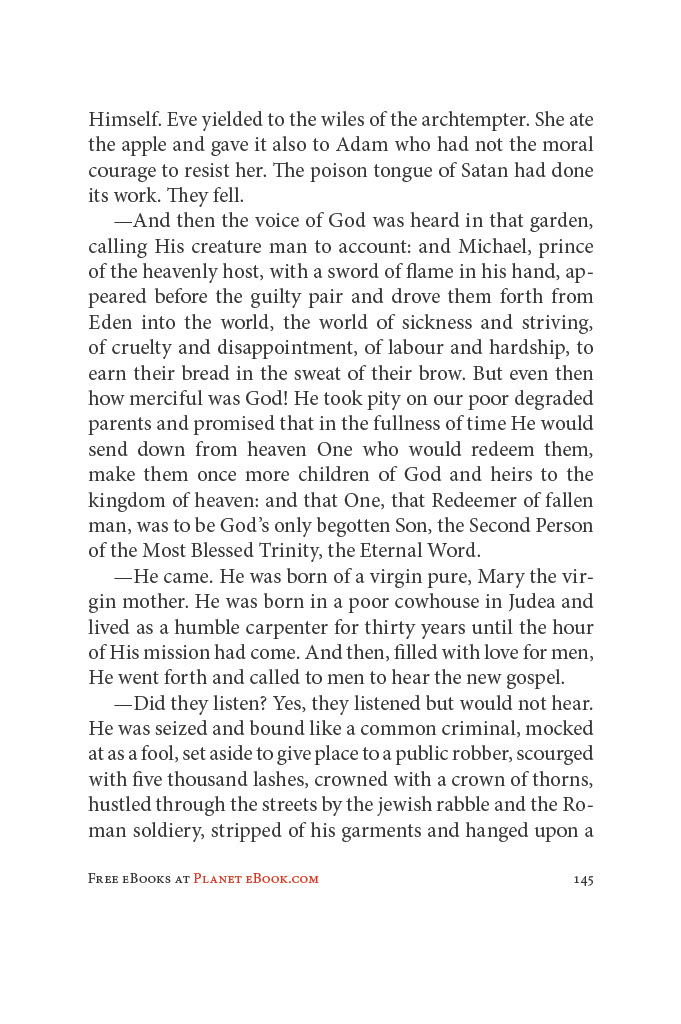 Himself. Eve yielded to the wiles of the archtempter. She ate
the apple and gave it also to Adam who had not the moral
courage to resist her. The poison tongue of Satan had done
its work. They fell.
—And then the voice of God was heard in that garden,
calling His creature man to account: and Michael, prince
of the heavenly host, with a sword of flame in his hand, ap-
peared before the guilty pair and drove them forth from
Eden into the world, the world of sickness and striving,
of cruelty and disappointment, of labour and hardship, to
earn their bread in the sweat of their brow. But even then
how merciful was God! He took pity on our poor degraded
parents and promised that in the fullness of time He would
send down from heaven One who would redeem them,
make them once more children of God and heirs to the
kingdom of heaven: and that One, that Redeemer of fallen
man, was to be God’s only begotten Son, the Second Person
of the Most Blessed Trinity, the Eternal Word.
—He came. He was born of a virgin pure, Mary the vir-
gin mother. He was born in a poor cowhouse in Judea and
lived as a humble carpenter for thirty years until the hour
of His mission had come. And then, filled with love for men,
He went forth and called to men to hear the new gospel.
—Did they listen? Yes, they listened but would not hear.
He was seized and bound like a common criminal, mocked
at as a fool, set aside to give place to a public robber, scourged
with five thousand lashes, crowned with a crown of thorns,
hustled through the streets by the jewish rabble and the Ro-
man soldiery, stripped of his garments and hanged upon a
Free eBooks at Planet eBook.com 145